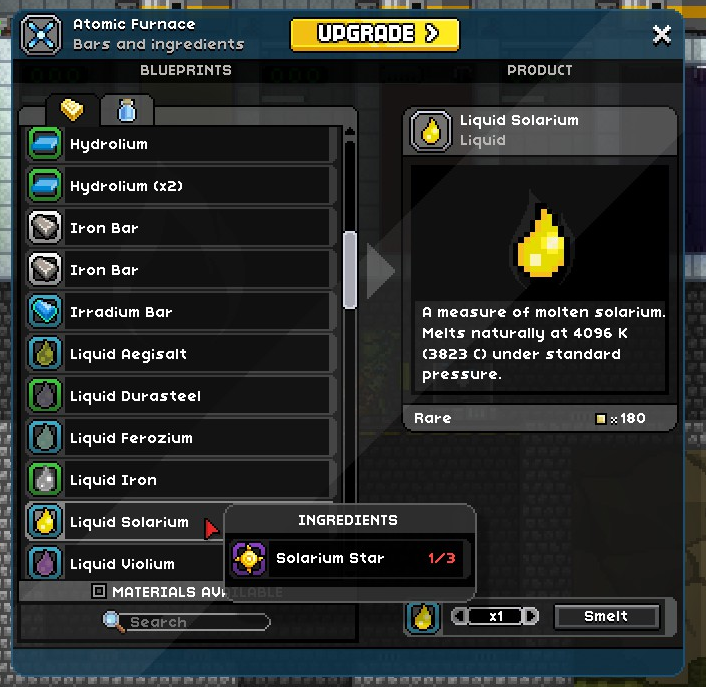 Atomic Furnace
Bars and ingredients
UPGRADE
BLUEPRINTS
PRODUCT
Hydrolium
Hydrolium (x2)
Iron Bar
Iron Bar
Irradium Bar
Liquid Aegisalt
Liquid Durasteel
Liquid Ferozium
Liquid Iron
Liquid Solarium
Liquid Violium
MATERIALS AVAILABLE
Search
INGREDIENTS
Solarium Star 1/3
Liquid Solarium
Liquid
A measure of molten solarium.
Melts naturally at 4096 K
(3823 C) under standard
pressure.
Rare x180
x1 Smelt